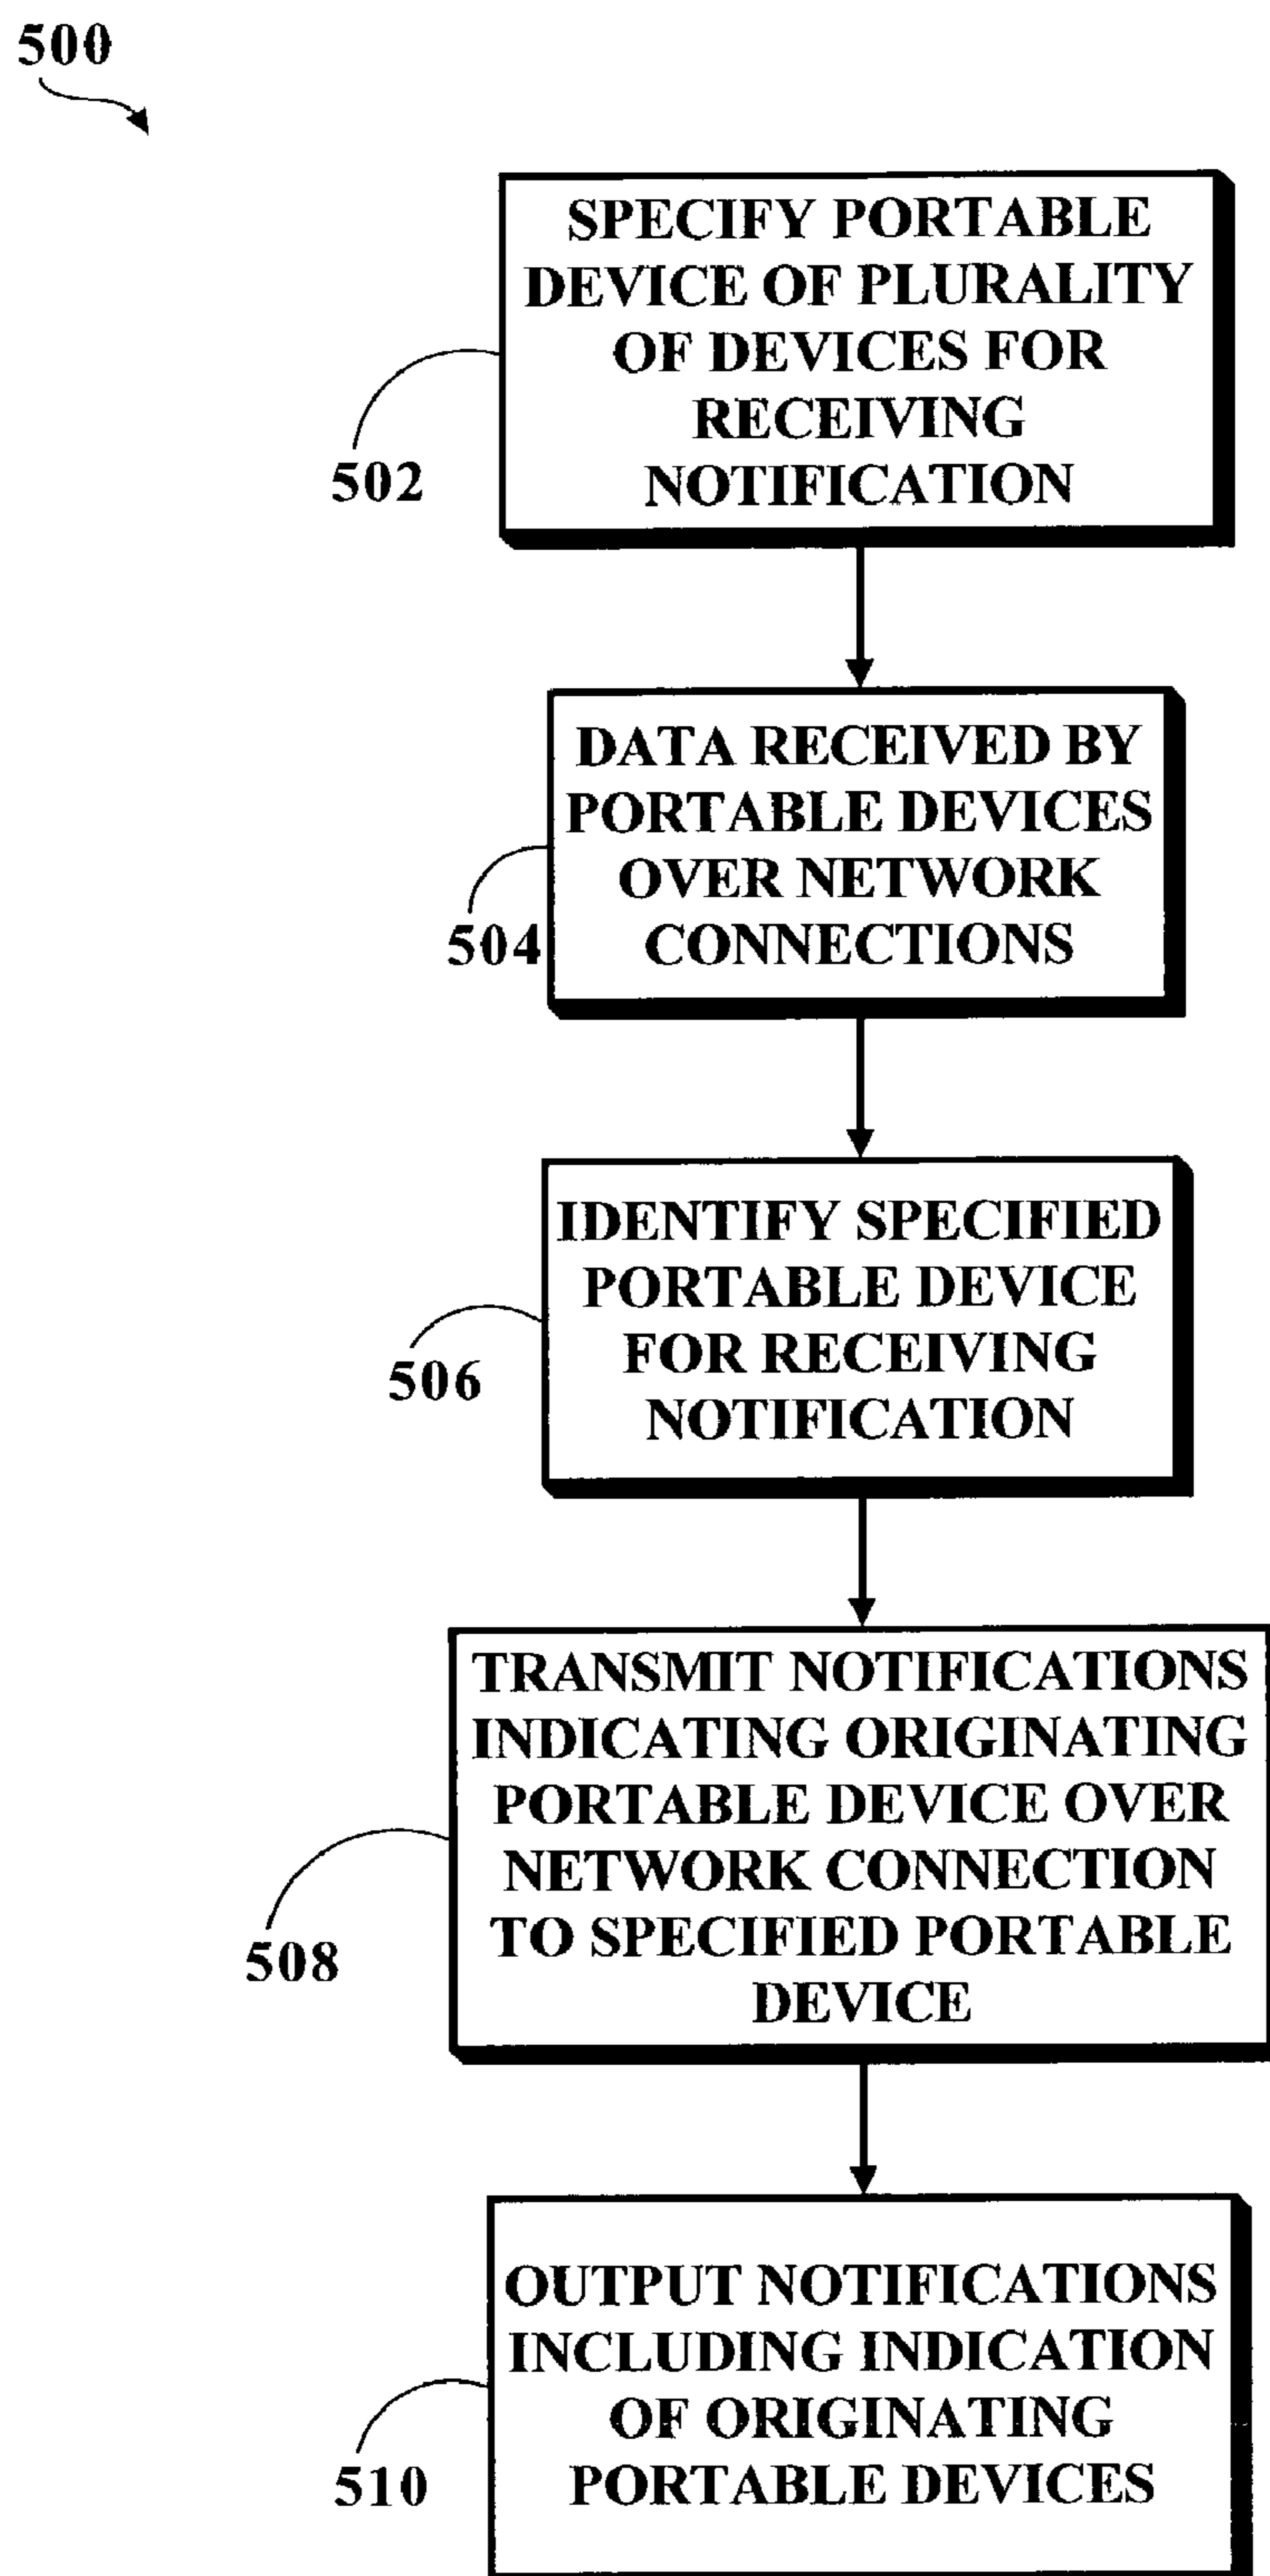 500
SPECIFY PORTABLE
DEVICE OF PLURALITY
OF DEVICES FOR
RECEIVING
NOTIFICATION
502
DATA RECEIVED BY
PORTABLE DEVICES
OVER NETWORK
CONNECTIONS
504
IDENTIFY SPECIFIED
PORTABLE DEVICE
FOR RECEIVING
NOTIFICATION
506
TRANSMIT NOTIFICATIONS
INDICATING ORIGINATING
PORTABLE DEVICE OVER
NETWORK CONNECTION
TO SPECIFIED PORTABLE
DEVICE
508
OUTPUT NOTIFICATIONS
INCLUDING INDICATION
OF ORIGINATING
PORTABLE DEVICES
510